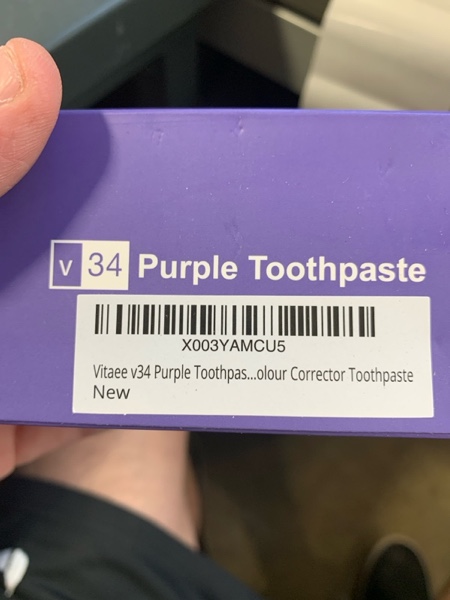 v 34 Purple Toothpaste
X003YAMCU5
Vitaee v34 Purple Toothpas...olour Corrector Toothpaste
New